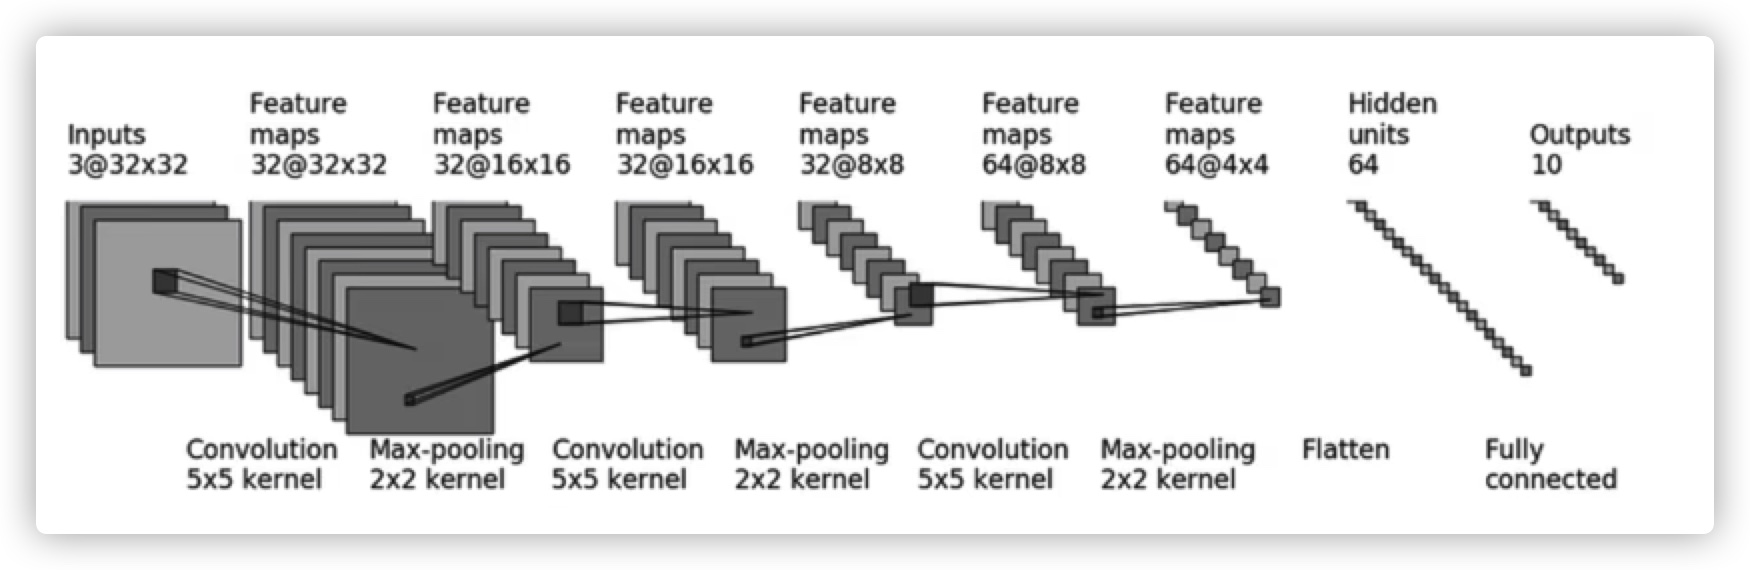 Inputs
3@32x32
Feature
maps
32@32x32
Feature
maps
32@16x16
Feature
maps
32@16x16
Feature
maps
32@8x8
Feature
maps
64@8x8
Feature
maps
64@4x4
Hidden
units
64
Outputs
10
Convolution
5x5 kernel
Max-pooling
2x2 kernel
Convolution
5x5 kernel
Max-pooling
2x2 kernel
Convolution
5x5 kernel
Max-pooling
2x2 kernel
Flatten
Fully
connected